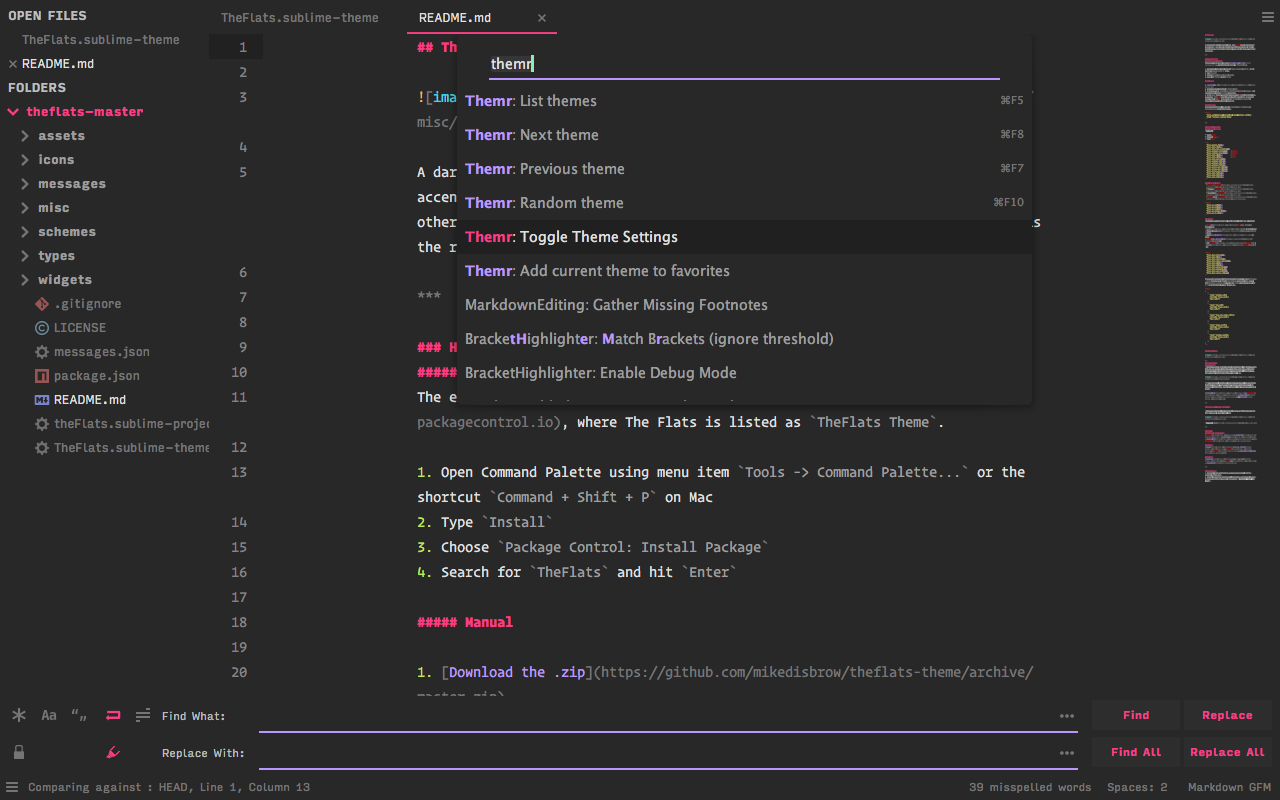 OPEN FILES
TheFlats.sublime-theme
README.md
FOLDERS
theflats-master
assets
icons
messages
misc
schemes
types
widgets
.gitignore
LICENSE
messages.json
package.json
README.md
theFlats.sublime-projec
TheFlats.sublime-theme
TheFlats.sublime-theme
README.md
themr
Themr: List themes ⌘F5
Themr: Next theme ⌘F8
Themr: Previous theme ⌘F7
Themr: Random theme ⌘F10
Themr: Toggle Theme Settings
Themr: Add current theme to favorites
MarkdownEditing: Gather Missing Footnotes
BracketHighlighter: Match Brackets (ignore threshold)
BracketHighlighter: Enable Debug Mode
1 ## Th
2
3 ![ima
misc/
4
5 A dar
accen
other
the r
6
7 ***
8
9 ### H
10 #####
11 The e
packagecontrol.io), where The Flats is listed as `TheFlats Theme`.
12
13 1. Open Command Palette using menu item `Tools -> Command Palette...` or the
shortcut `Command + Shift + P` on Mac
14 2. Type `Install`
15 3. Choose `Package Control: Install Package`
16 4. Search for `TheFlats` and hit `Enter`
17
18 ##### Manual
19
20 1. [Download the .zip](https://github.com/mikedisbrow/theflats-theme/archive/
master.zip)
Aa “„ Find What: ••• Find Replace
Replace With: ••• Find All Replace All
Comparing against : HEAD, Line 1, Column 13 39 misspelled words Spaces: 2 Markdown GFM